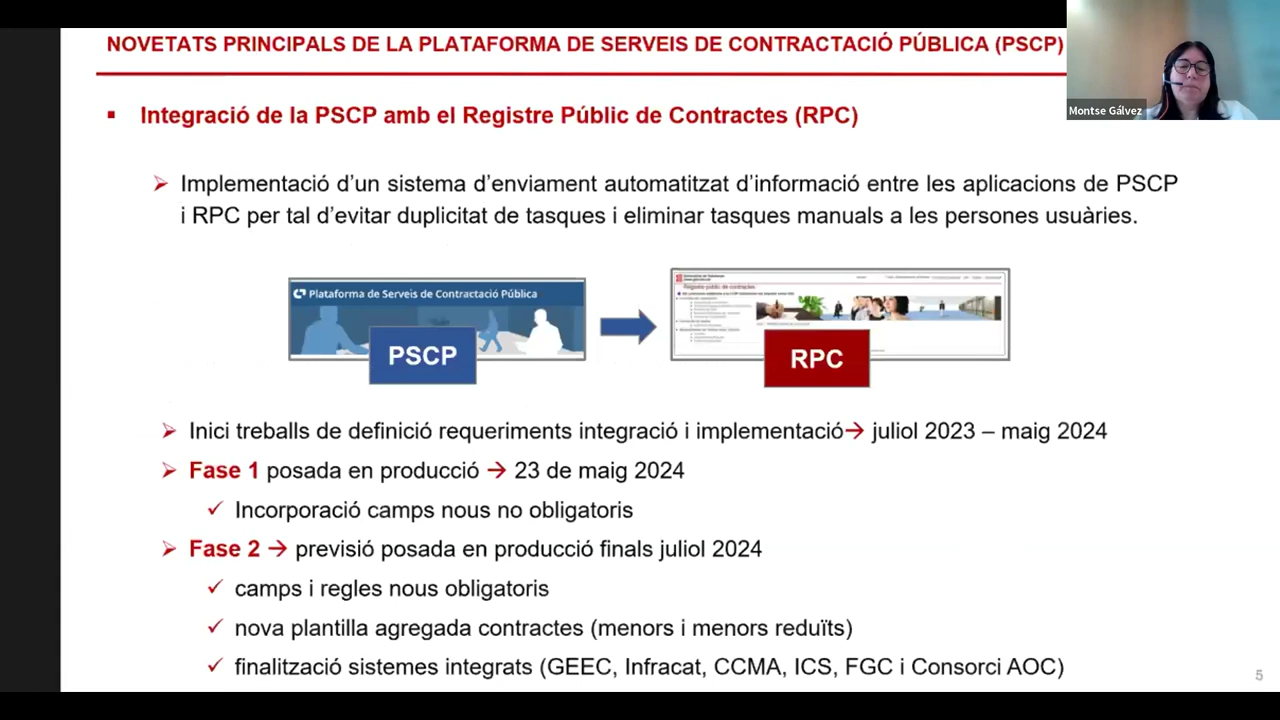 NOVETATS PRINCIPALS DE LA PLATAFORMA DE SERVEIS DE CONTRACTACIÓ PÚBLICA (PSCP)
Montse Gálvez
▪ Integració de la PSCP amb el Registre Públic de Contractes (RPC)
Implementació d’un sistema d’enviament automatitzat d’informació entre les aplicacions de PSCP
i RPC per tal d’evitar duplicitat de tasques i eliminar tasques manuals a les persones usuàries.
Plataforma de Serveis de Contractació Pública
PSCP
Registre públic de contractes
RPC
Inici treballs de definició requeriments integració i implementació→ juliol 2023 – maig 2024
Fase 1 posada en producció → 23 de maig 2024
✓ Incorporació camps nous no obligatoris
Fase 2 → previsió posada en producció finals juliol 2024
✓ camps i regles nous obligatoris
✓ nova plantilla agregada contractes (menors i menors reduïts)
✓ finalització sistemes integrats (GEEC, Infracat, CCMA, ICS, FGC i Consorci AOC)
5